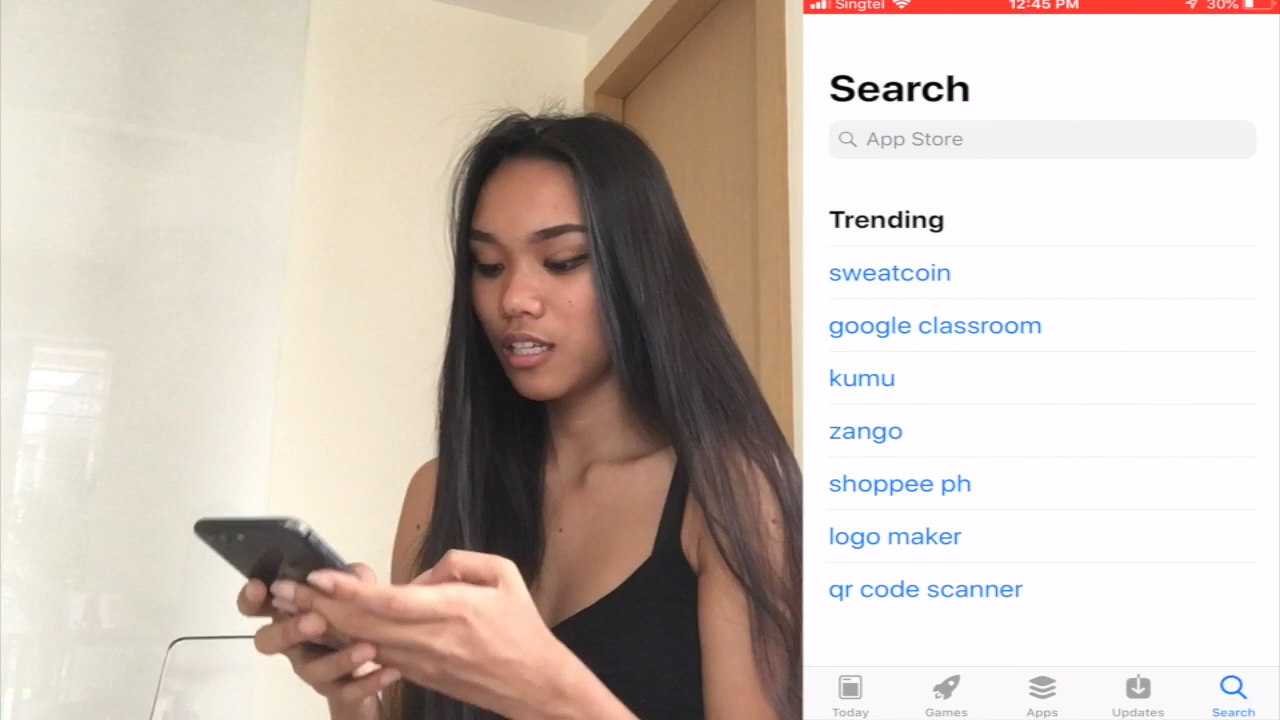 Singtel 12:45 PM 30%
Search
App Store
Trending
sweatcoin
google classroom
kumu
zango
shoppee ph
logo maker
qr code scanner
Today Games Apps Updates Search